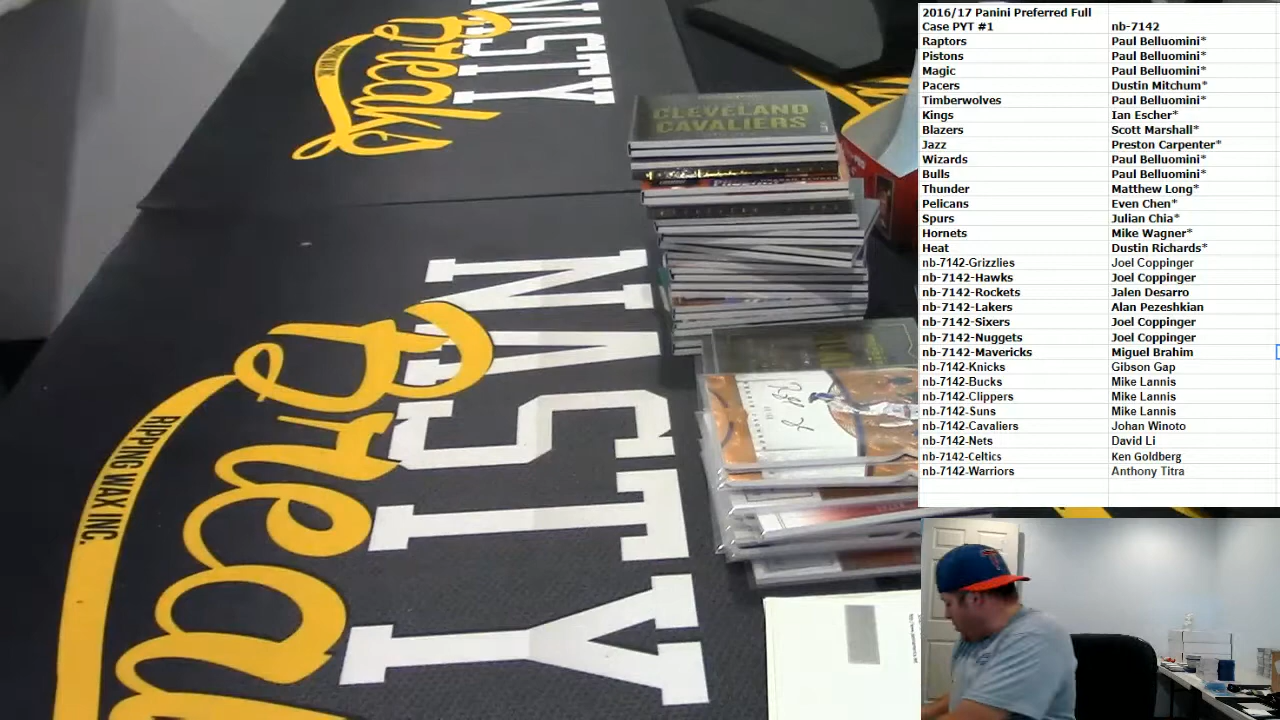 NASTY
Breaks
RIPPING WAX INC.
NASTY
Breaks
RIPPING WAX INC.
CLEVELAND
CAVALIERS
2016/17 Panini Preferred Full
Case PYT #1 nb-7142
Raptors Paul Belluomini*
Pistons Paul Belluomini*
Magic Paul Belluomini*
Pacers Dustin Mitchum*
Timberwolves Paul Belluomini*
Kings Ian Escher*
Blazers Scott Marshall*
Jazz Preston Carpenter*
Wizards Paul Belluomini*
Bulls Paul Belluomini*
Thunder Matthew Long*
Pelicans Even Chen*
Spurs Julian Chia*
Hornets Mike Wagner*
Heat Dustin Richards*
nb-7142-Grizzlies Joel Coppinger
nb-7142-Hawks Joel Coppinger
nb-7142-Rockets Jalen Desarro
nb-7142-Lakers Alan Pezeshkian
nb-7142-Sixers Joel Coppinger
nb-7142-Nuggets Joel Coppinger
nb-7142-Mavericks Miguel Brahim
nb-7142-Knicks Gibson Gap
nb-7142-Bucks Mike Lannis
nb-7142-Clippers Mike Lannis
nb-7142-Suns Mike Lannis
nb-7142-Cavaliers Johan Winoto
nb-7142-Nets David Li
nb-7142-Celtics Ken Goldberg
nb-7142-Warriors Anthony Titra